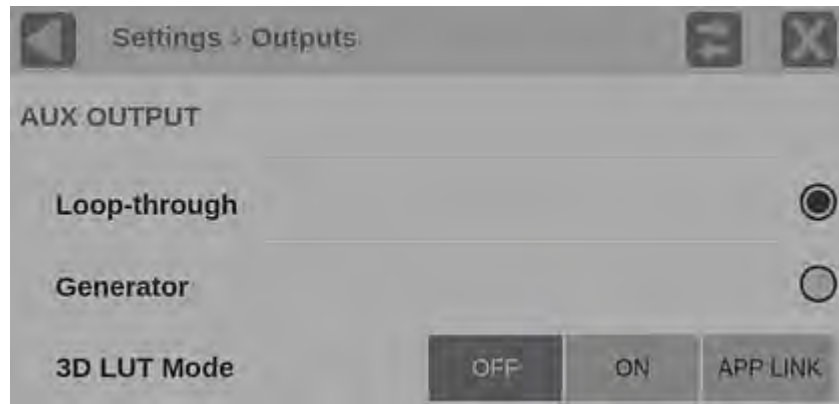 Settings > Outputs
AUX OUTPUT
Loop-through
Generator
3D LUT Mode OFF ON APP LINK